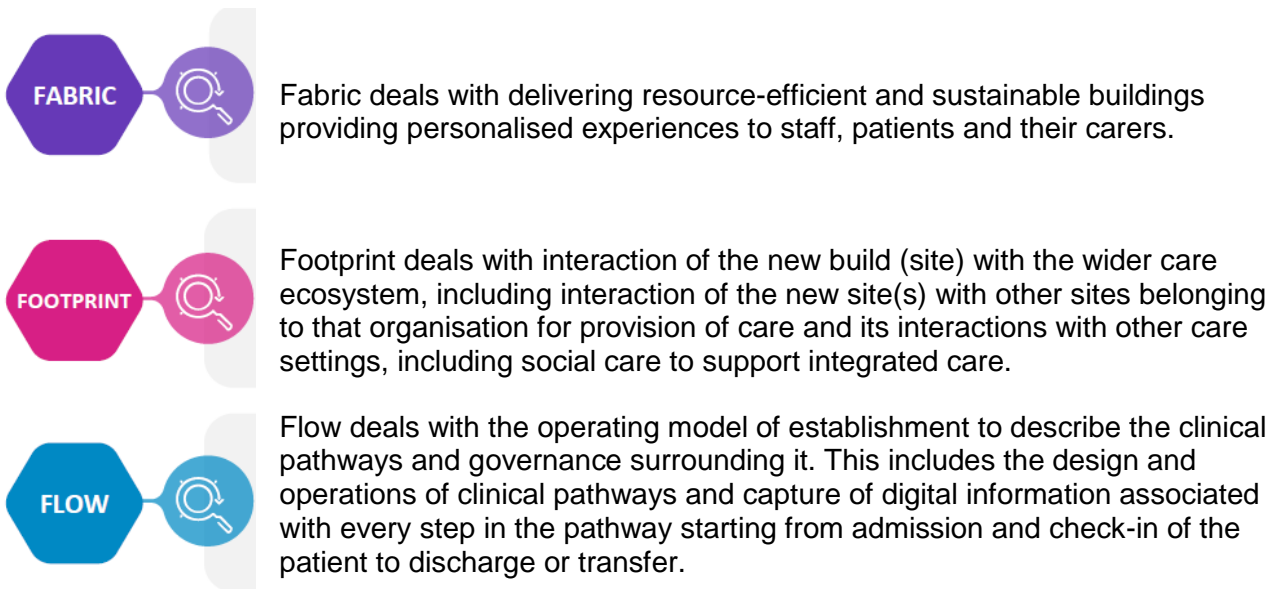 FABRIC
Fabric deals with delivering resource-efficient and sustainable buildings
providing personalised experiences to staff, patients and their carers.
FOOTPRINT
Footprint deals with interaction of the new build (site) with the wider care
ecosystem, including interaction of the new site(s) with other sites belonging
to that organisation for provision of care and its interactions with other care
settings, including social care to support integrated care.
FLOW
Flow deals with the operating model of establishment to describe the clinical
pathways and governance surrounding it. This includes the design and
operations of clinical pathways and capture of digital information associated
with every step in the pathway starting from admission and check-in of the
patient to discharge or transfer.